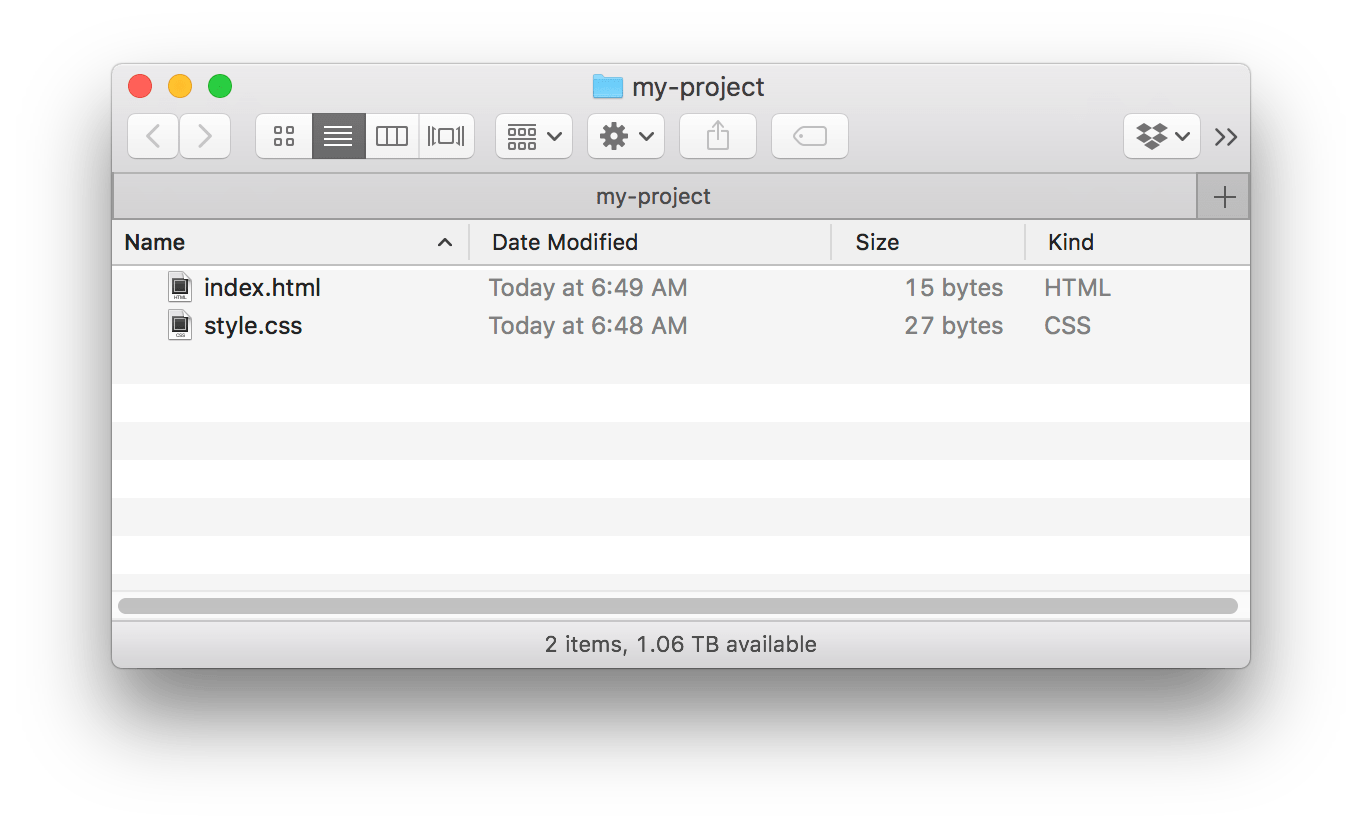 my-project
my-project
Name Date Modified Size Kind
index.html Today at 6:49 AM 15 bytes HTML
style.css Today at 6:48 AM 27 bytes CSS
2 items, 1.06 TB available